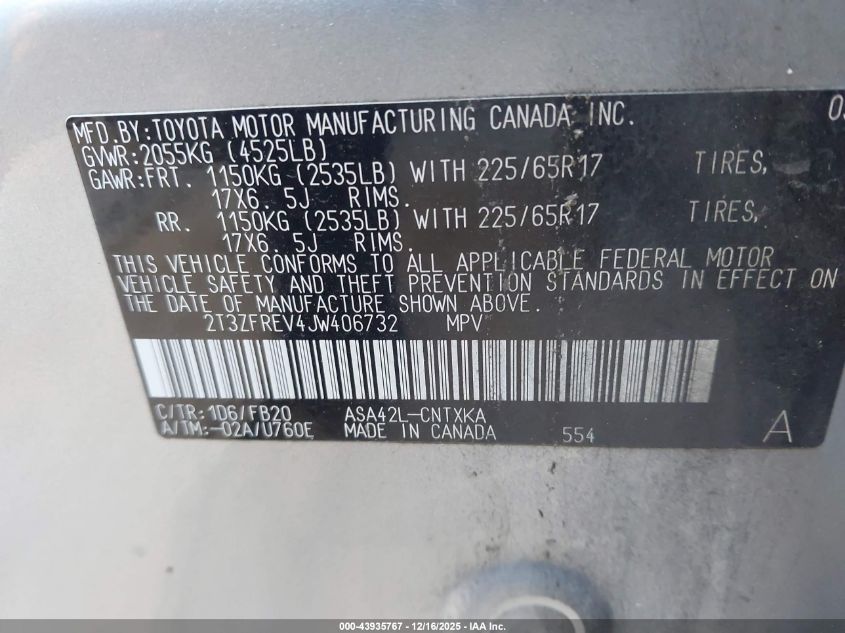 MFD.BY:TOYOTA MOTOR MANUFACTURING CANADA INC.
GVWR:2055KG (4525LB)
GAWR:FRT. 1150KG (2535LB) WITH 225/65R17 TIRES,
17X6. 5J RIMS.
RR. 1150KG (2535LB) WITH 225/65R17 TIRES,
17X6. 5J RIMS.
THIS VEHICLE CONFORMS TO ALL APPLICABLE FEDERAL MOTOR
VEHICLE SAFETY AND THEFT PREVENTION STANDARDS IN EFFECT ON
THE DATE OF MANUFACTURE SHOWN ABOVE.
2T3ZFREV4JW406732 MPV
C/TR: 1D6/FB20 ASA42L-CNTXKA
A/TM:-02A/U760E MADE IN CANADA 554 A
000-43935767 - 12/16/2025 - IAA Inc.